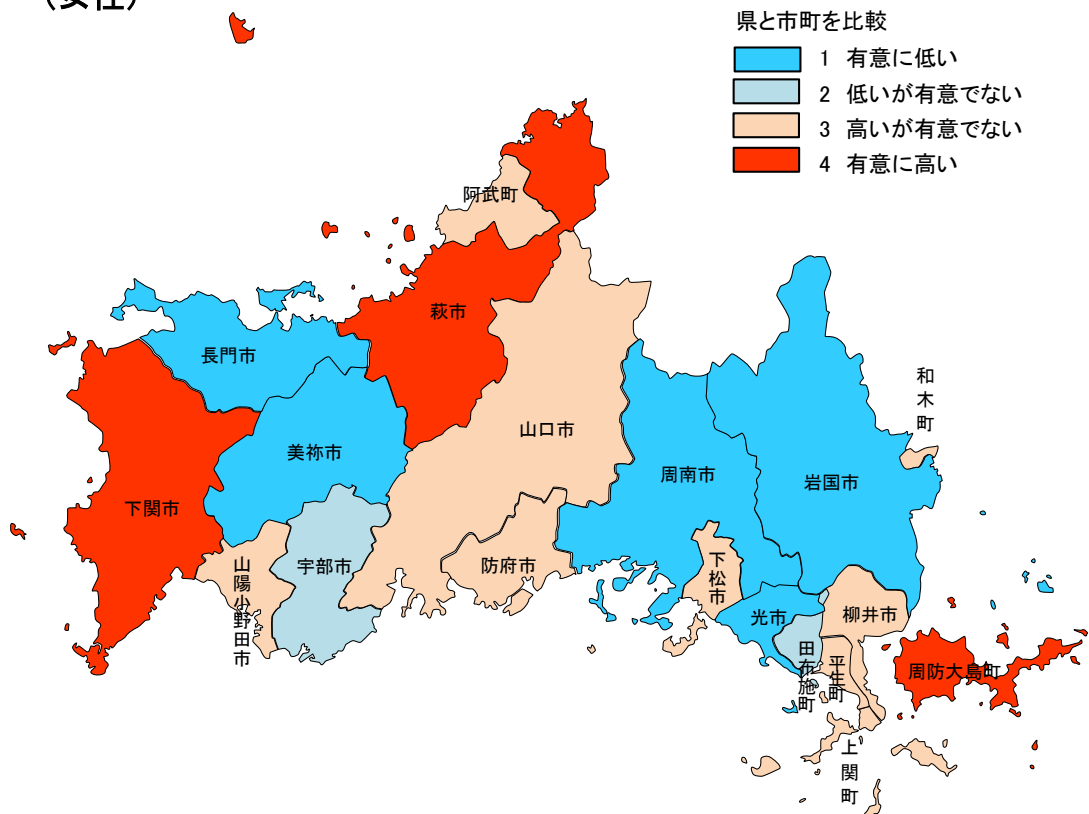 （女性）
県と市町を比較
1 有意に低い
2 低いが有意でない
3 高いが有意でない
4 有意に高い
阿武町
萩市
長門市
和木町
山口市
美祢市
周南市
岩国市
下関市
宇部市
防府市
山陽小野田市
下松市
光市
柳井市
田布施町
平生町
周防大島町
上関町